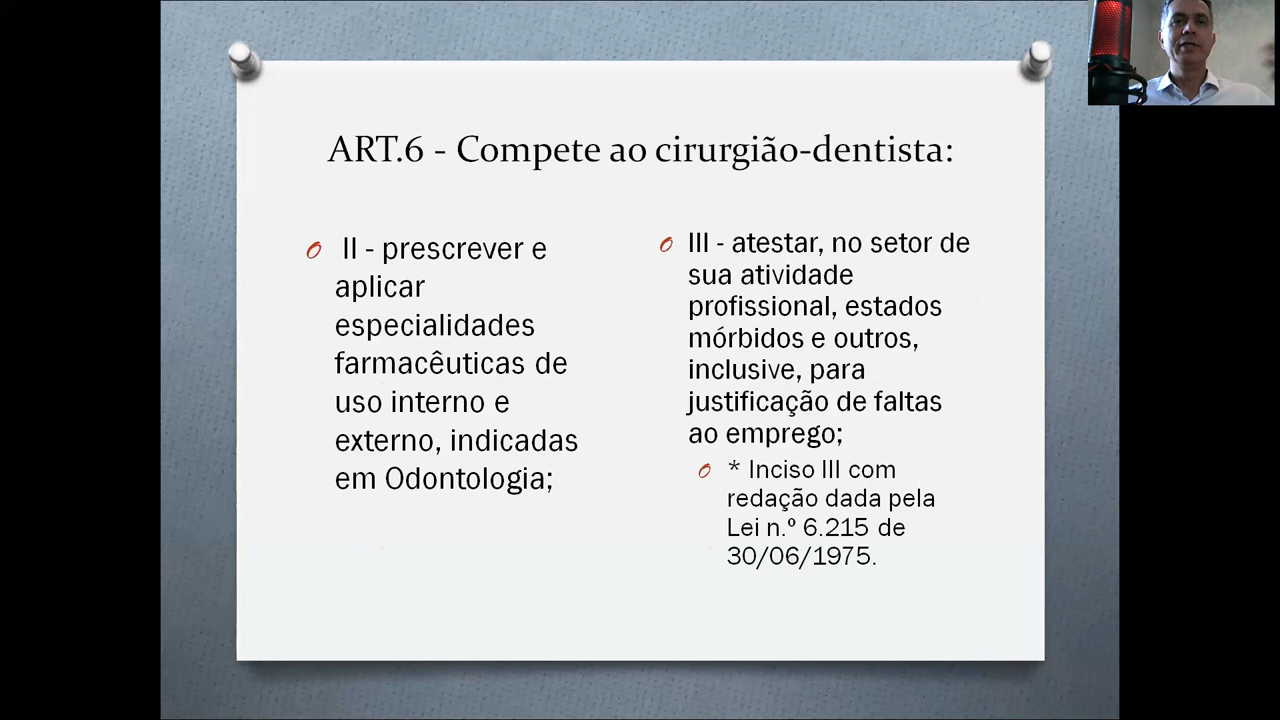 ART.6 - Compete ao cirurgião-dentista:
II - prescrever e
aplicar
especialidades
farmacêuticas de
uso interno e
externo, indicadas
em Odontologia;
III - atestar, no setor de
sua atividade
profissional, estados
mórbidos e outros,
inclusive, para
justificação de faltas
ao emprego;
* Inciso III com
redação dada pela
Lei n.º 6.215 de
30/06/1975.